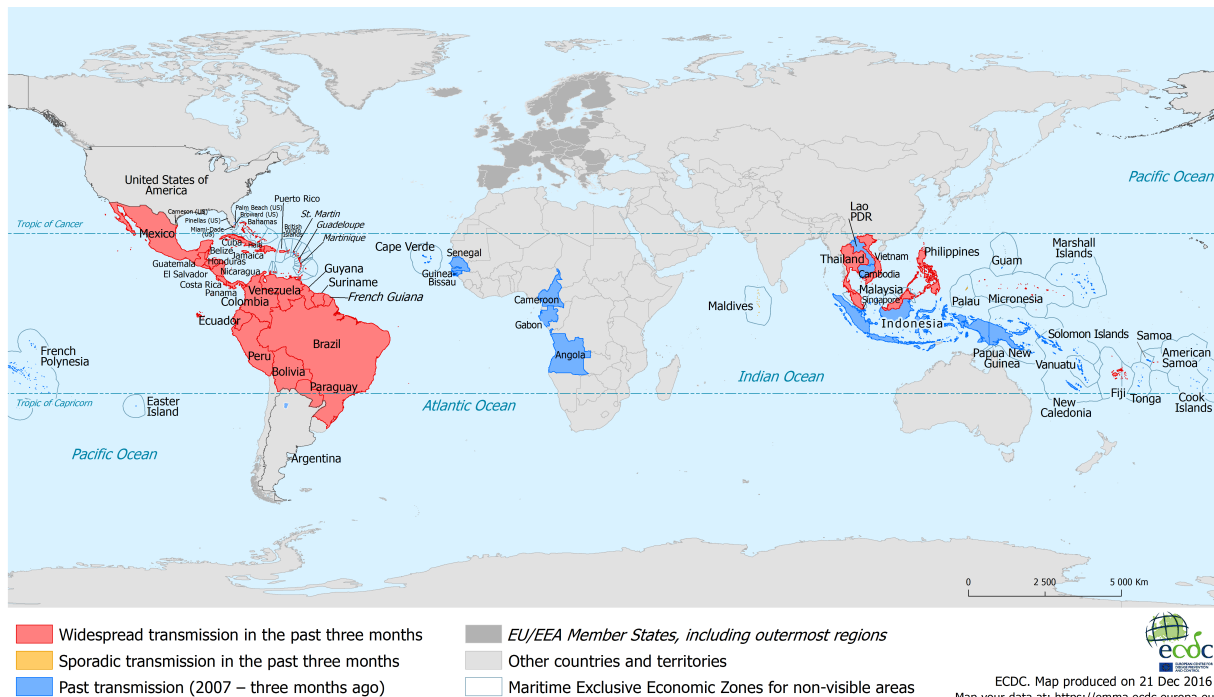 United States of
America
Pacific Ocean
Puerto Rico
Cameron (US)
Palm Beach (US)
Broward (US)
Bahamas
Pinellas (US)
Miami-Dade
(US)
St. Martin
Guadeloupe
Martinique
Tropic of Cancer
Mexico
Cuba
Haiti
Jamaica
Belize
Honduras
Guatemala
El Salvador
Nicaragua
Costa Rica
Panama
Cape Verde
Senegal
Guinea-
Bissau
Lao
PDR
Thailand
Vietnam
Cambodia
Philippines
Guam
Marshall
Islands
Malaysia
Singapore
Palau
Micronesia
Maldives
Guyana
Suriname
French Guiana
Venezuela
Colombia
Ecuador
Brazil
Peru
Bolivia
Paraguay
Cameroon
Gabon
Angola
Indonesia
Solomon Islands
Samoa
American
Samoa
Papua New
Guinea
Vanuatu
French
Polynesia
Indian Ocean
Easter
Island
Tropic of Capricorn
Atlantic Ocean
New
Caledonia
Fiji
Tonga
Cook
Islands
Pacific Ocean
Argentina
0 2 500 5 000 Km
Widespread transmission in the past three months
Sporadic transmission in the past three months
Past transmission (2007 – three months ago)
EU/EEA Member States, including outermost regions
Other countries and territories
Maritime Exclusive Economic Zones for non-visible areas
ecdc
EUROPEAN CENTRE FOR
DISEASE PREVENTION
AND CONTROL
ECDC. Map produced on 21 Dec 2016